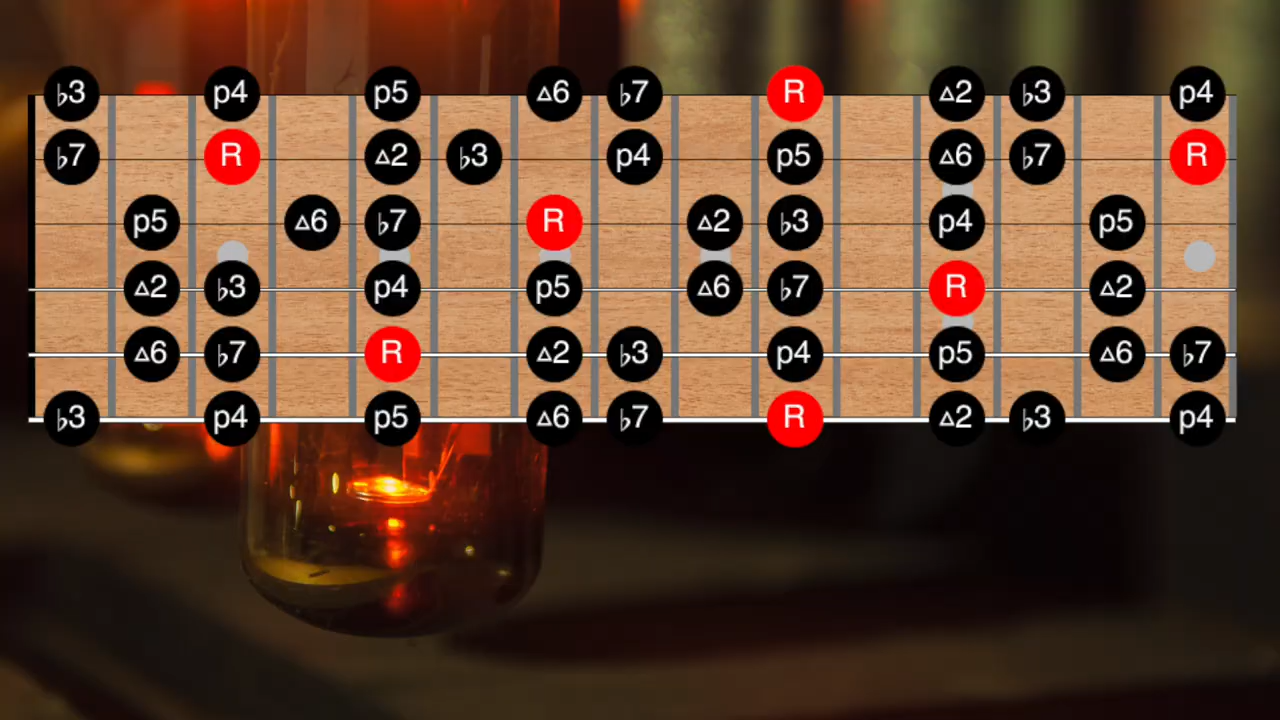 ♭3 p4 p5 △6 ♭7 R △2 ♭3 p4
♭7 R △2 ♭3 p4 p5 △6 ♭7 R
p5 △6 ♭7 R △2 ♭3 p4 p5
△2 ♭3 p4 p5 △6 ♭7 R △2
△6 ♭7 R △2 ♭3 p4 p5 △6 ♭7
♭3 p4 p5 △6 ♭7 R △2 ♭3 p4